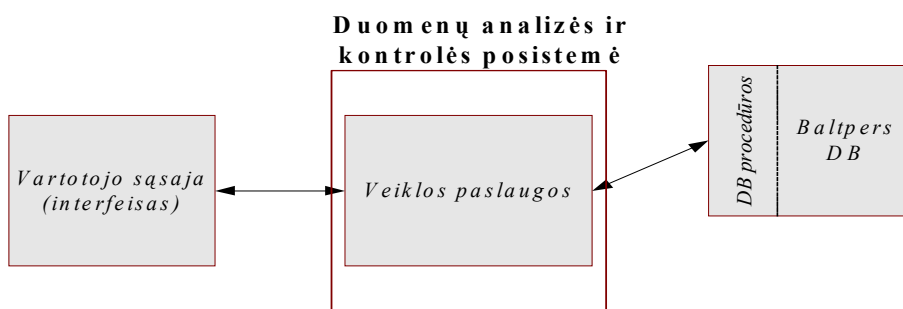 Duomenų analizės ir
kontrolės posistemė
Vartotojo sąsaja
(interfeisas)
Veiklos paslaugos
DB procedūros
Baltpers
DB